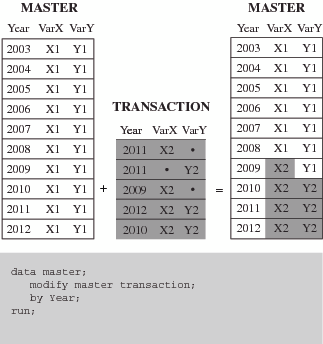 MASTER MASTER
Year VarX VarY Year VarX VarY
2003 X1 Y1 2003 X1 Y1
2004 X1 Y1 2004 X1 Y1
2005 X1 Y1 2005 X1 Y1
2006 X1 Y1 TRANSACTION 2006 X1 Y1
2007 X1 Y1 Year VarX VarY 2007 X1 Y1
2008 X1 Y1 2011 X2 • 2008 X1 Y1
2009 X1 Y1 2011 • Y2 2009 X2 Y1
2010 X1 Y1 + 2009 X2 • = 2010 X2 Y2
2011 X1 Y1 2012 X2 Y2 2011 X2 Y2
2012 X1 Y1 2010 X2 Y2 2012 X2 Y2
data master;
modify master transaction;
by Year;
run;